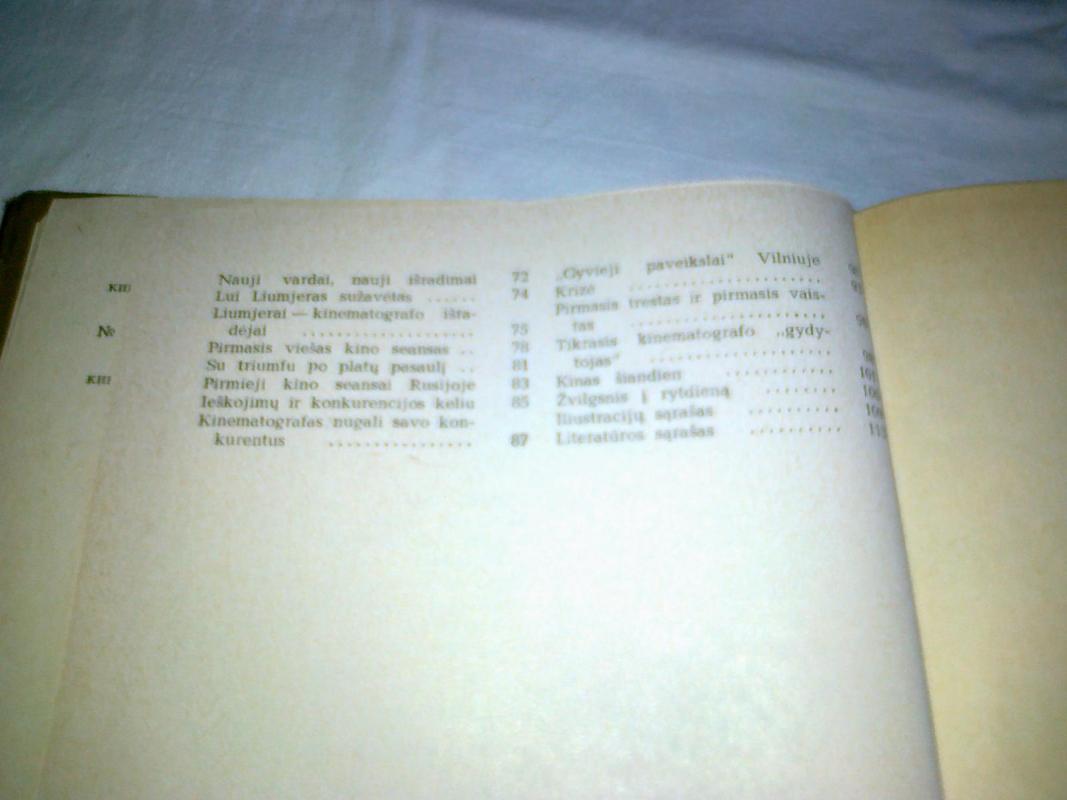 KIIJ
№
KIIJ
Nauji vardai, nauji išradimai 72
Lui Liumjeras sužavėtas ...... 74
Liumjerai — kinematografo išra-
dėjai .................. 75
Pirmasis viešas kino seansas .. 78
Su triumfu po platų pasaulį .. 81
Pirmieji kino seansai Rusijoje 83
Ieškojimų ir konkurencijos keliu 85
Kinematografas nugali savo kon-
kurentus ............... 87
„Gyvieji paveikslai" Vilniuje
Krizė ....................
Pirmasis trestas ir pirmasis vais-
tas ....................
Tikrasis kinematografo „gydy-
tojas" ..................
Kinas šiandien ............
Žvilgsnis į rytdieną ........
Iliustracijų sąrašas ..........
Literatūros sąrašas ..........